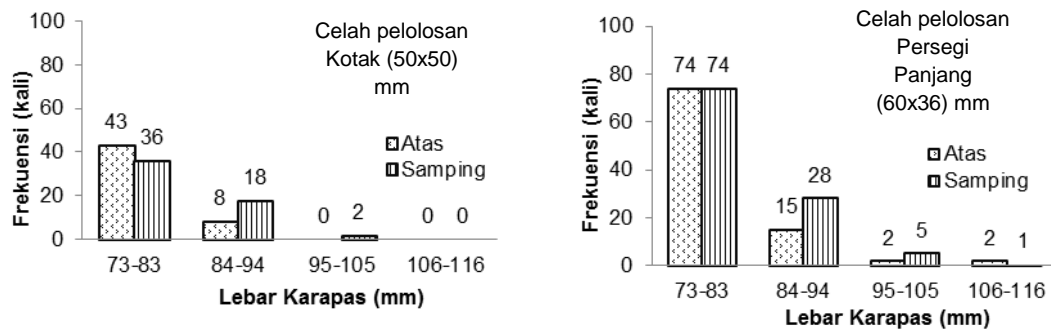 Celah pelolosan
Kotak (50x50)
mm
Frekuensi (kali)
100
80
60
40
20
0
43
36
8
18
0
2
0
0
Atas
Samping
73-83
84-94
95-105
106-116
Lebar Karapas (mm)
Celah pelolosan
Persegi
Panjang
(60x36) mm
Frekuensi (kali)
100
80
60
40
20
0
74
74
15
28
2
5
2
1
Atas
Samping
73-83
84-94
95-105
106-116
Lebar Karapas (mm)